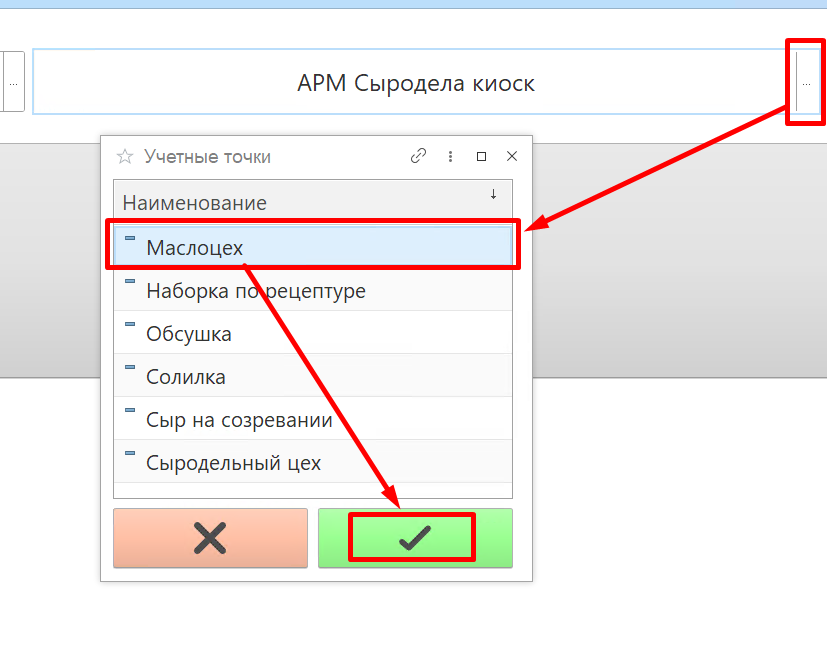 ...
АРМ Сыродела киоск
...
Учетные точки
Наименование
Маслоцех
Наборка по рецептуре
Обсушка
Солилка
Сыр на созревании
Сыродельный цех